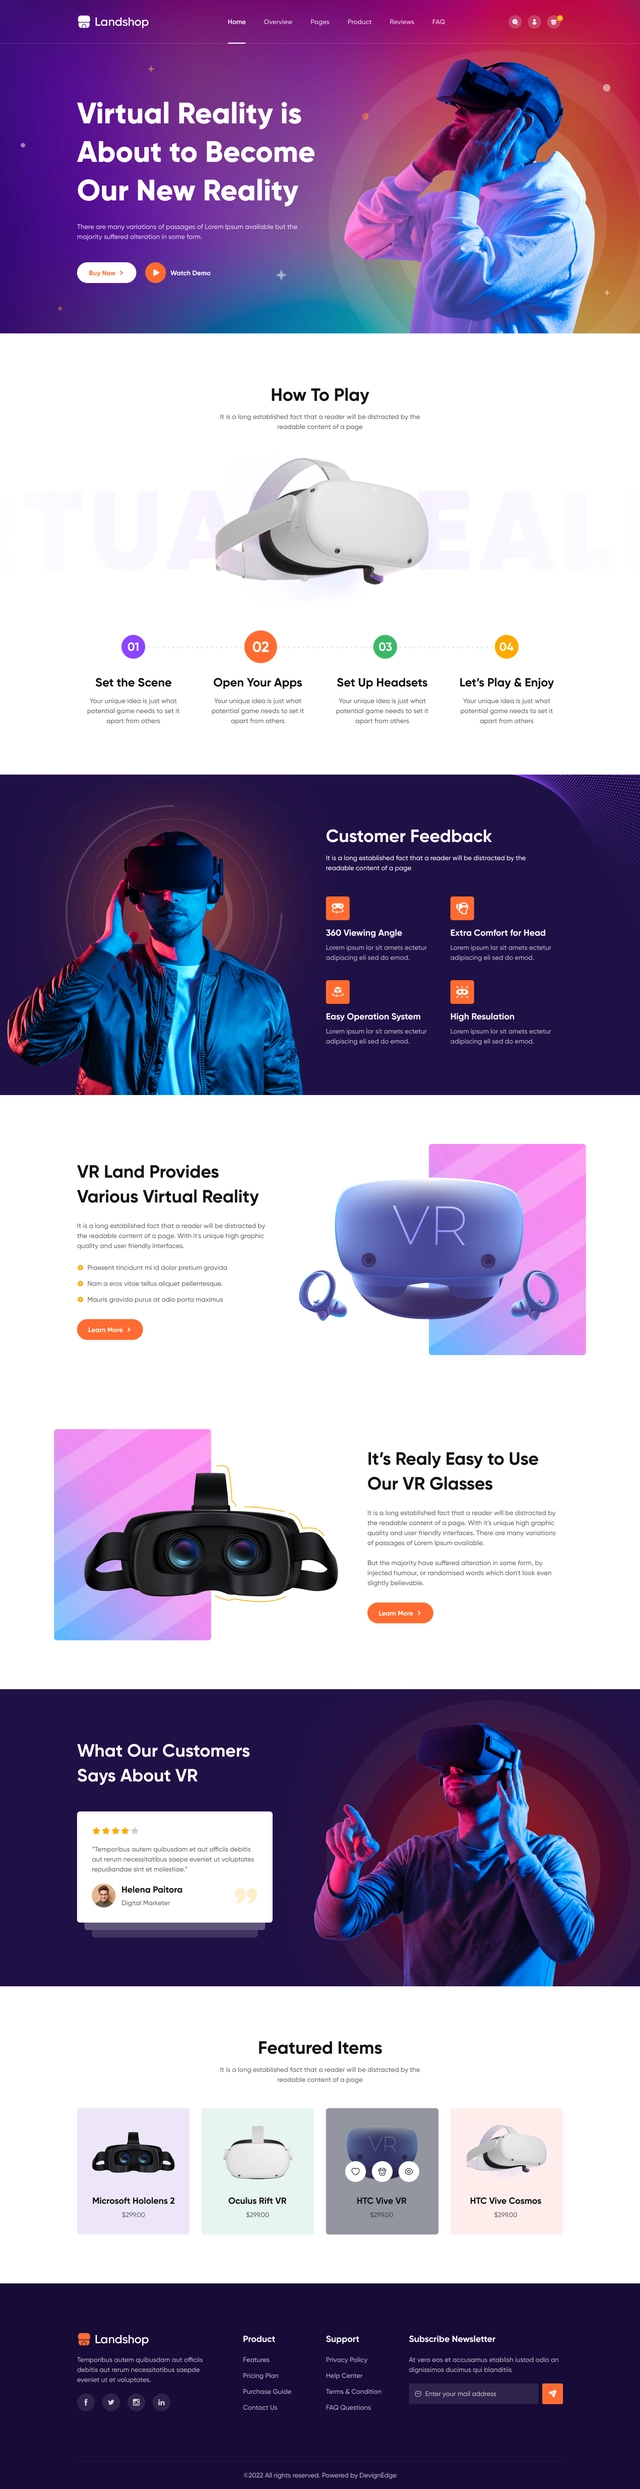 Landshop
Home Overview Pages Product Reviews FAQ
Virtual Reality is
About to Become
Our New Reality
There are many variations of passages of Lorem Ipsum available but the
majority suffered alteration in some form.
Buy Now
Watch Demo
How To Play
It is a long established fact that a reader will be distracted by the
readable content of a page
RTUA EAL
01 02 03 04
Set the Scene
Your unique idea is just what
potential game needs to set it
apart from others
Open Your Apps
Your unique idea is just what
potential game needs to set it
apart from others
Set Up Headsets
Your unique idea is just what
potential game needs to set it
apart from others
Let's Play & Enjoy
Your unique idea is just what
potential game needs to set it
apart from others
Customer Feedback
It is a long established fact that a reader will be distracted by the
readable content of a page
360 Viewing Angle
Lorem ipsum lor sit amets ectetur
adipiscing eli sed do emod.
Extra Comfort for Head
Lorem ipsum lor sit amets ectetur
adipiscing eli sed do emod.
Easy Operation System
Lorem ipsum lor sit amets ectetur
adipiscing eli sed do emod.
High Resulation
Lorem ipsum lor sit amets ectetur
adipiscing eli sed do emod.
VR Land Provides
Various Virtual Reality
It is a long established fact that a reader will be distracted by
the readable content of a page. With it's unique high graphic
quality and user friendly interfaces.
Praesent tincidunt mi id dolor pretium gravida
Nam a eros vitae tellus aliquet pellentesque.
Mauris gravida purus at odio porta maximus
Learn More
VR
It's Realy Easy to Use
Our VR Glasses
It is a long established fact that a reader will be distracted by
the readable content of a page. With it's unique high graphic
quality and user friendly interfaces. There are many variations
of passages of Lorem Ipsum available.
But the majority have suffered alteration in some form, by
injected humour, or randomised words which don't look even
slightly believable.
Learn More
What Our Customers
Says About VR
"Temporibus autem quibusdam et aut officiis debitis
aut rerum necessitatibus saepe eveniet ut voluptates
repudiandae sint et molestiae."
Helena Paitora
Digital Marketer
Featured Items
It is a long established fact that a reader will be distracted by the
readable content of a page
VR
Microsoft Hololens 2
$299.00
Oculus Rift VR
$299.00
HTC Vive VR
$299.00
HTC Vive Cosmos
$299.00
Landshop
Temporibus autem quibusdam aut officiis
debitis aut rerum necessitatibus saepde
eveniet ut et voluptates.
Product
Features
Pricing Plan
Purchase Guide
Contact Us
Support
Privacy Policy
Help Center
Terms & Condition
FAQ Questions
Subscribe Newsletter
At vero eos et accusamus etablish iustod odio an
dignissimos ducimus qui blanditiis
Enter your mail address
©2022 All rights reserved. Powered by DevignEdge